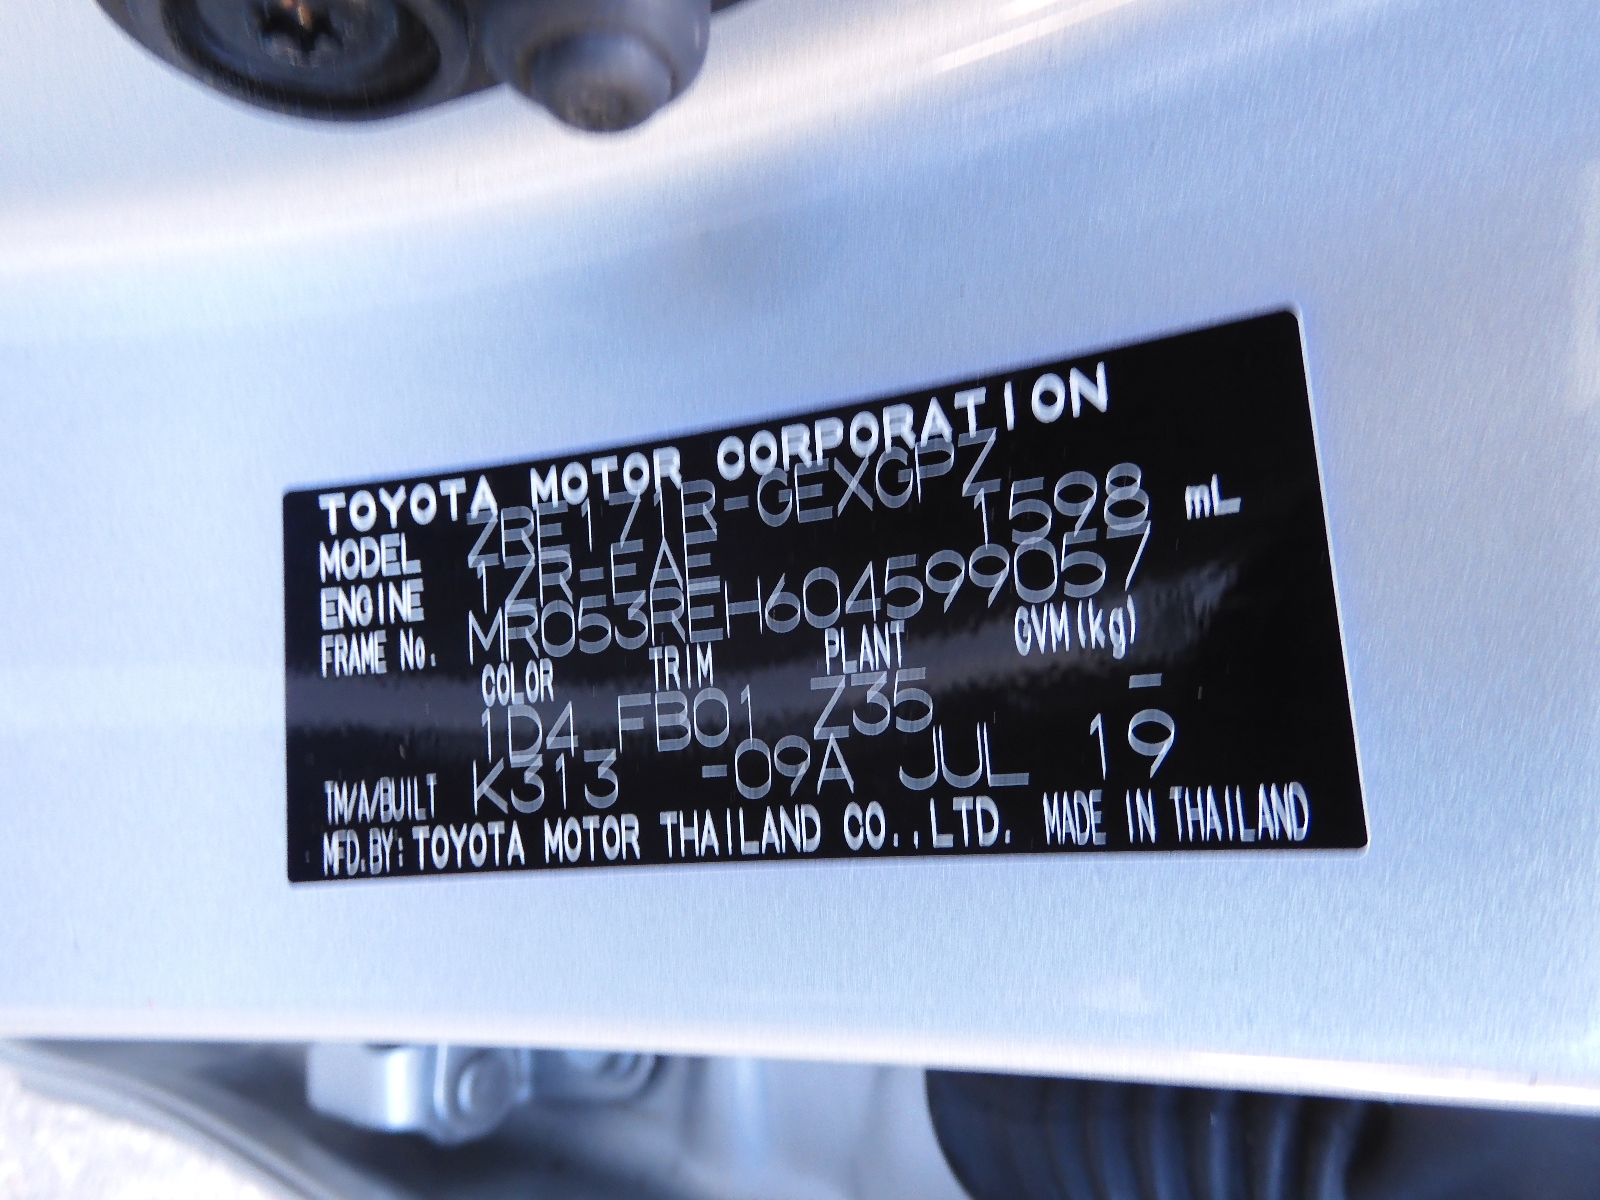 TOYOTA MOTOR CORPORATION
MODEL ZRE171R-GEXGPZ
ENGINE 1ZR-FAE 1598 mL
FRAME No. MR053REH604599057
COLOR TRIM PLANT GVM(kg)
1D4 FB01 Z35 -
TM/A/BUILT K313 -09A JUL 19
MFD.BY: TOYOTA MOTOR THAILAND CO.,LTD. MADE IN THAILAND